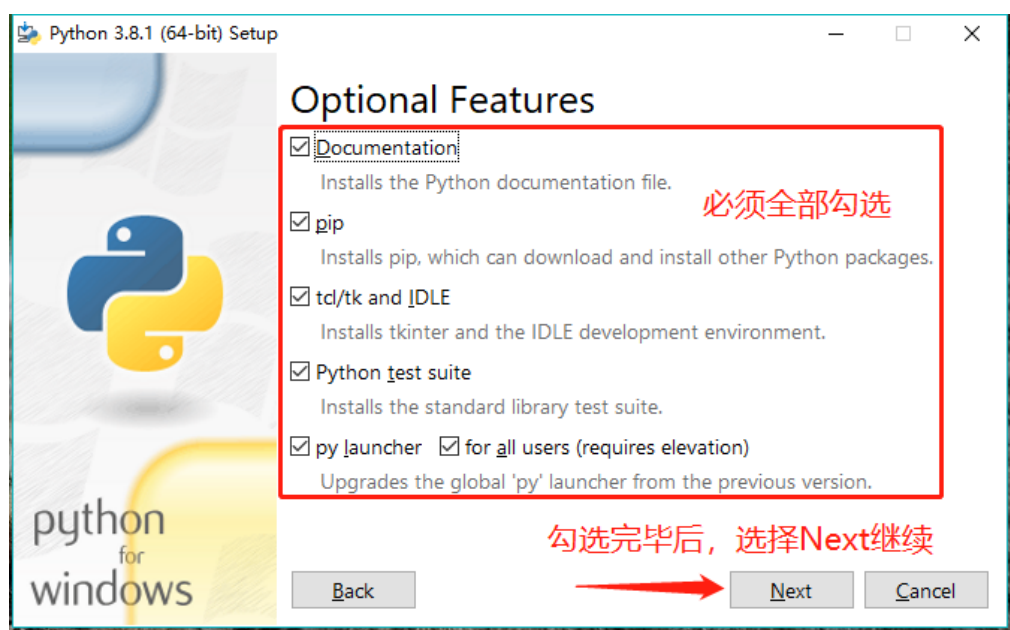 Python 3.8.1 (64-bit) Setup
Optional Features
Documentation
Installs the Python documentation file.
必须全部勾选
pip
Installs pip, which can download and install other Python packages.
tcl/tk and IDLE
Installs tkinter and the IDLE development environment.
Python test suite
Installs the standard library test suite.
py launcher for all users (requires elevation)
Upgrades the global 'py' launcher from the previous version.
勾选完毕后，选择Next继续
python
for
windows
Back Next Cancel